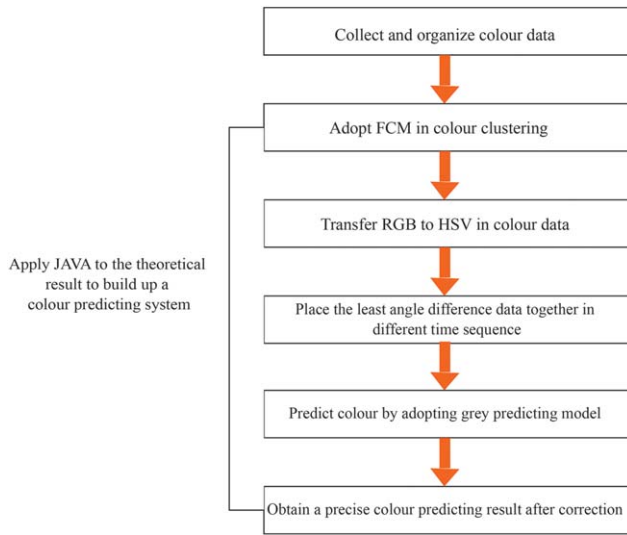 Collect and organize colour data
Adopt FCM in colour clustering
Transfer RGB to HSV in colour data
Apply JAVA to the theoretical
result to build up a
colour predicting system
Place the least angle difference data together in
different time sequence
Predict colour by adopting grey predicting model
Obtain a precise colour predicting result after correction